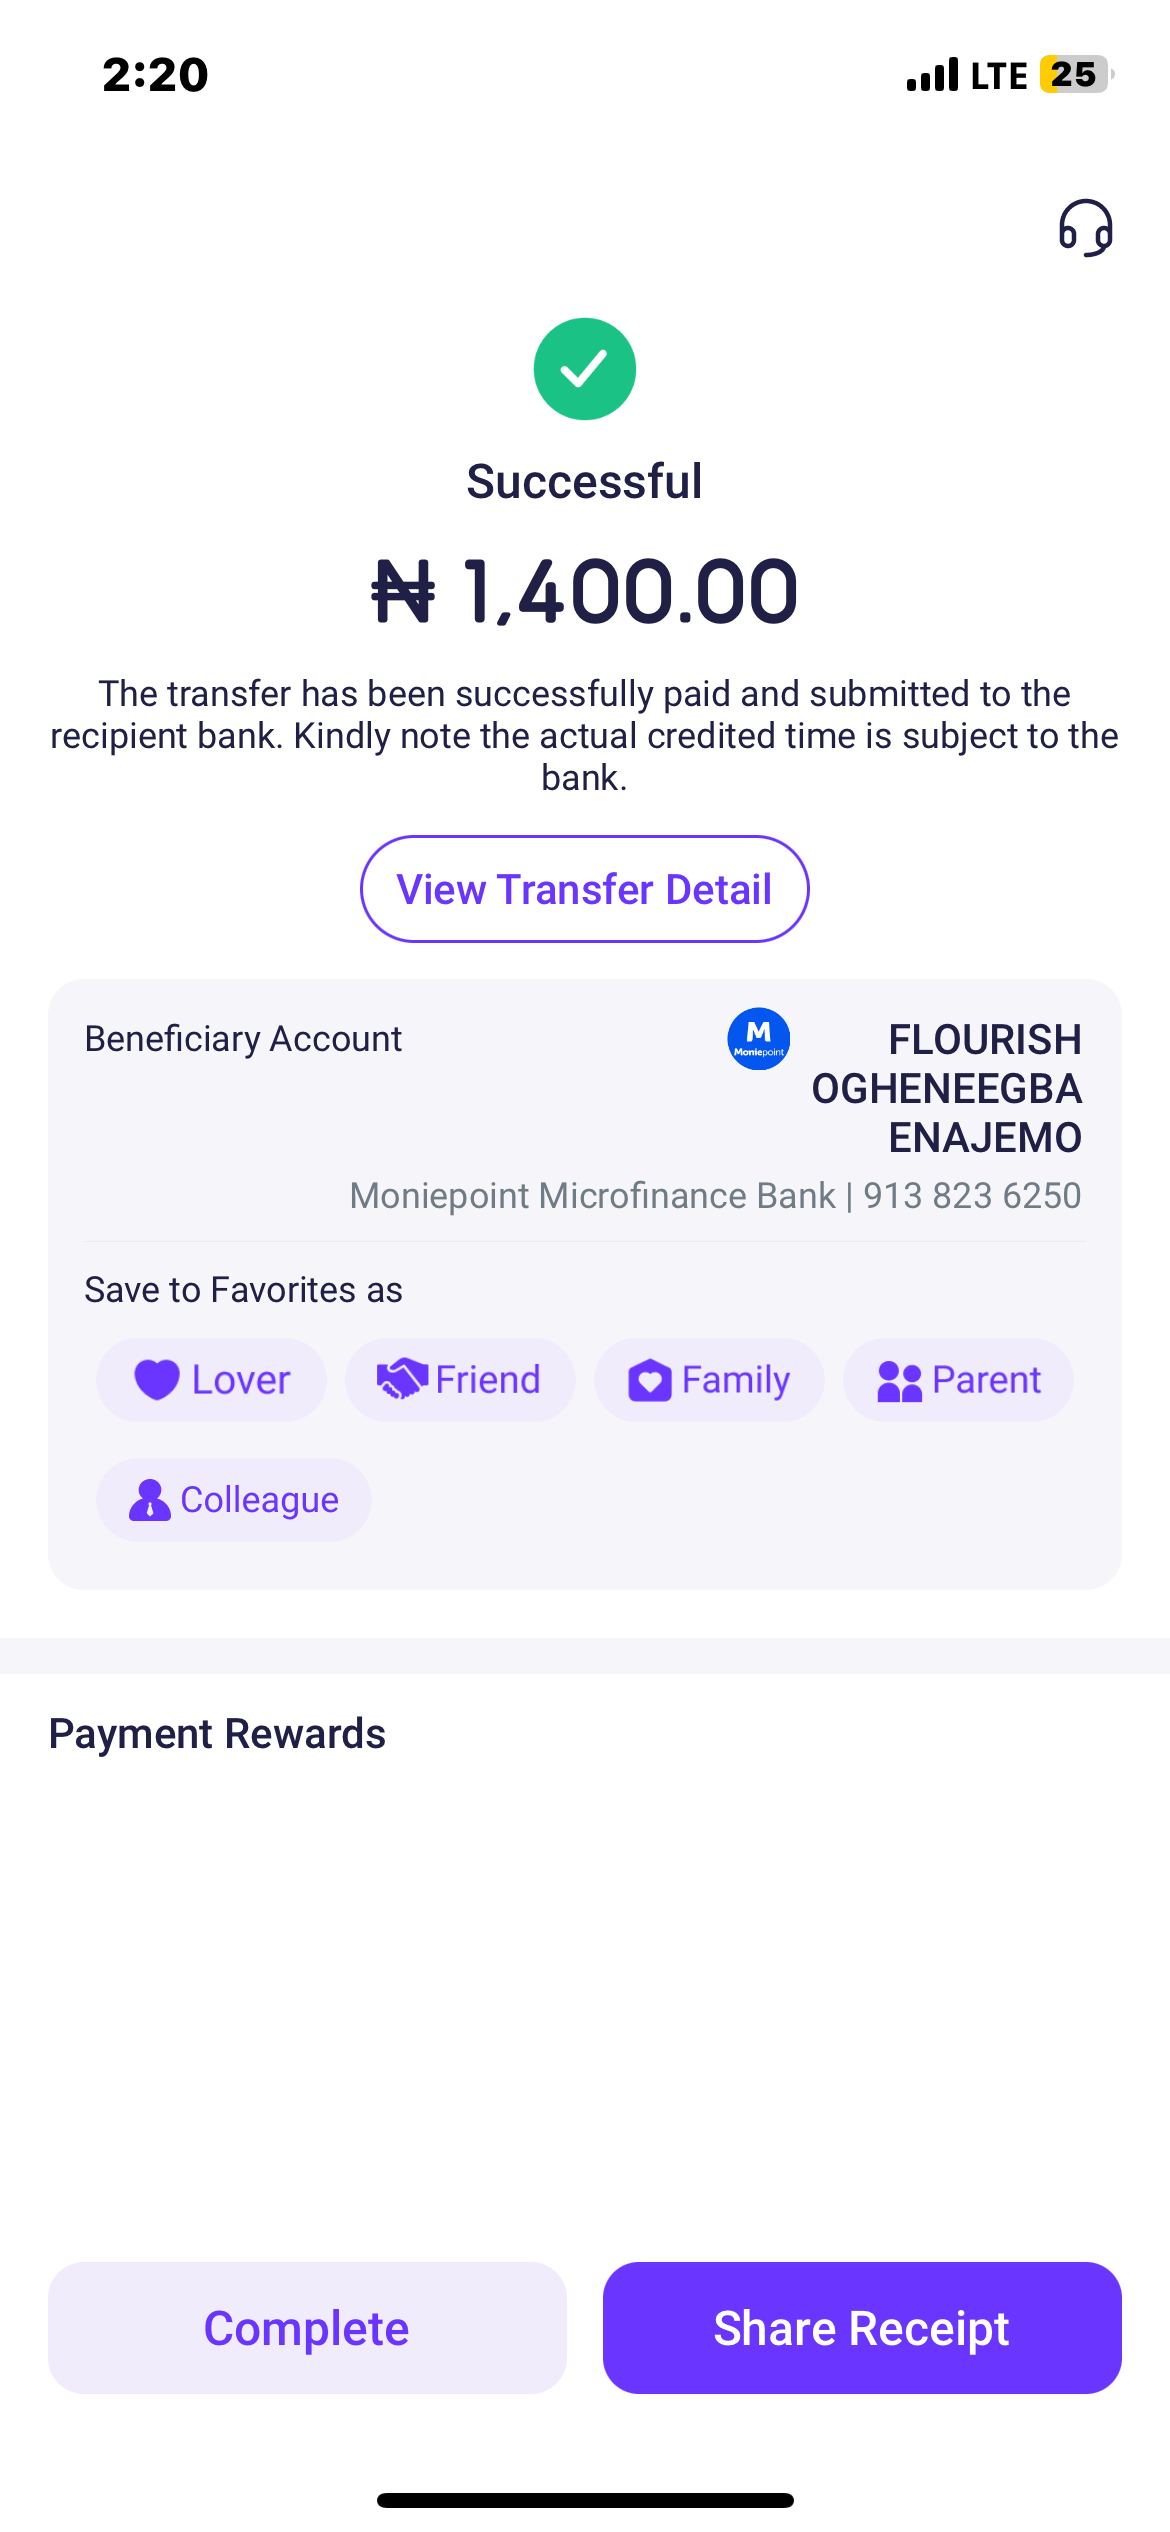 2:20
LTE 25
Successful
₦ 1,400.00
The transfer has been successfully paid and submitted to the
recipient bank. Kindly note the actual credited time is subject to the
bank.
View Transfer Detail
Beneficiary Account
M
Moniepoint
FLOURISH
OGHENEEGBA
ENAJEMO
Moniepoint Microfinance Bank | 913 823 6250
Save to Favorites as
Lover Friend Family Parent
Colleague
Payment Rewards
Complete Share Receipt